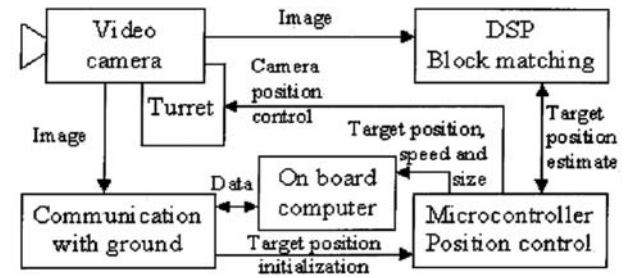 Video
camera
Image
DSP
Block matching
Turret
Camera
position
control
Image
Target position,
speed and
size
Target
position
estimate
Data
On board
computer
Communication
with ground
Target position
initialization
Microcontroller
Position control